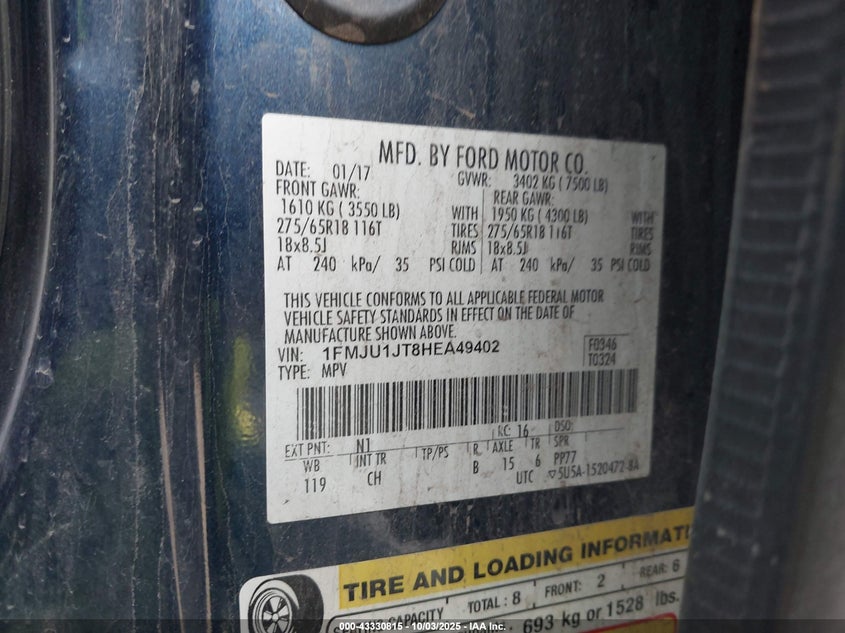 MFD. BY FORD MOTOR CO.
DATE: 01/17 GVWR: 3402 KG ( 7500 LB)
FRONT GAWR: REAR GAWR:
1610 KG ( 3550 LB) WITH 1950 KG ( 4300 LB) WITH
275/65R18 116T TIRES 275/65R18 116T TIRES
18x8.5J RIMS 18x8.5J RIMS
AT 240 kPa/ 35 PSI COLD AT 240 kPa/ 35 PSI COLD
THIS VEHICLE CONFORMS TO ALL APPLICABLE FEDERAL MOTOR
VEHICLE SAFETY STANDARDS IN EFFECT ON THE DATE OF
MANUFACTURE SHOWN ABOVE.
VIN: 1FMJU1JT8HEA49402 F0346
TYPE: MPV T0324
EXT PNT: N1 RC: 16 DSO:
WB INT TR TP/PS R AXLE TR SPR
119 CH B 15 6 PP77
UTC ▽5U5A-1520472-BA
TIRE AND LOADING INFORMATI
CAPACITY TOTAL: 8 FRONT: 2 REAR: 6
693 kg or 1528 lbs.
000-43330815 - 10/03/2025 - IAA, Inc.